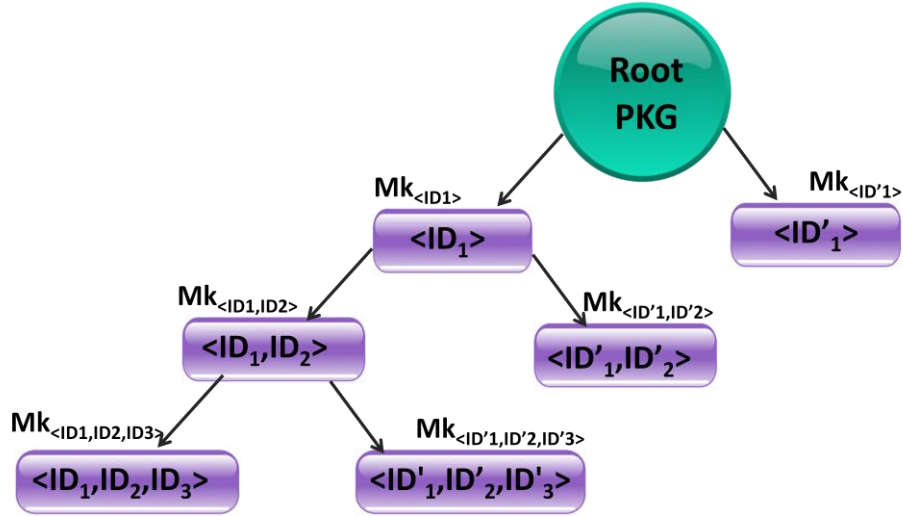 Root
PKG
Mk<ID1>
<ID₁>
Mk<ID'1>
<ID'₁>
Mk<ID1,ID2>
<ID₁,ID₂>
Mk<ID'1,ID'2>
<ID'₁,ID'₂>
Mk<ID1,ID2,ID3>
<ID₁,ID₂,ID₃>
Mk<ID'1,ID'2,ID'3>
<ID'₁,ID'₂,ID'₃>